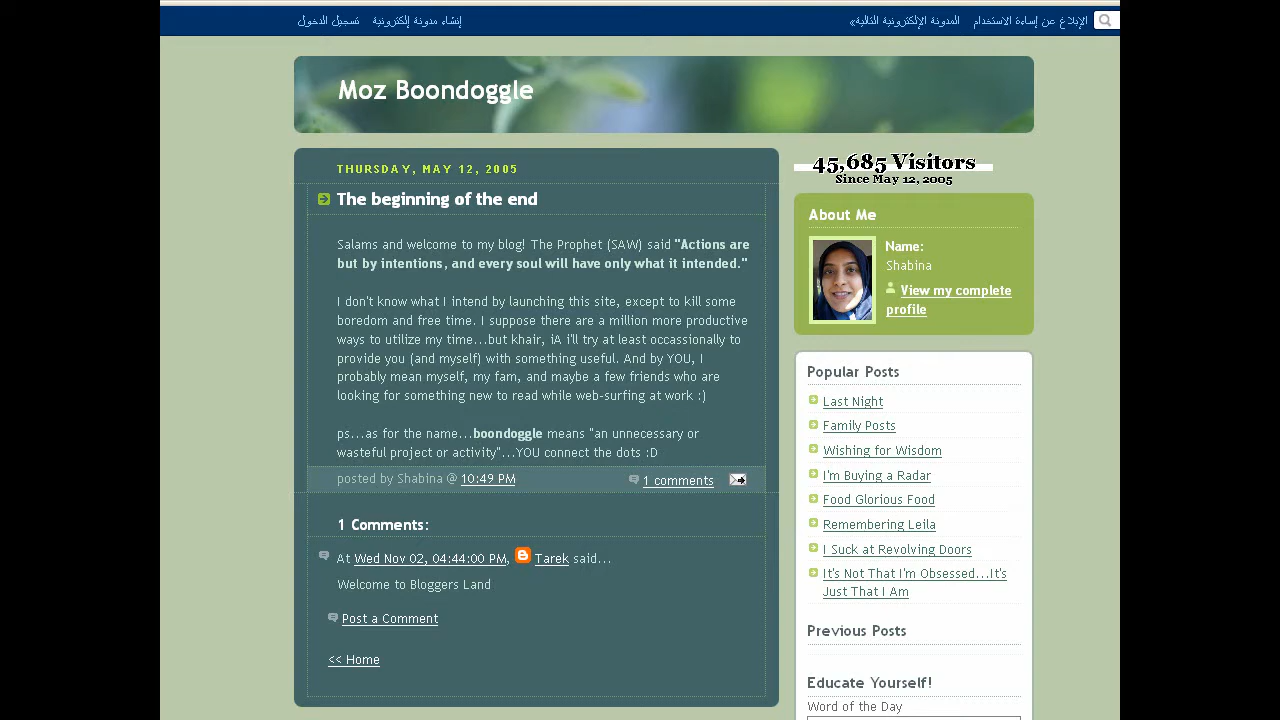 تسجيل الدخول إنشاء مدونة إلكترونية المدونة الإلكترونية التالية» الإبلاغ عن إساءة الاستخدام
Moz Boondoggle
THURSDAY, MAY 12, 2005
The beginning of the end
Salams and welcome to my blog! The Prophet (SAW) said "Actions are
but by intentions, and every soul will have only what it intended."
I don't know what I intend by launching this site, except to kill some
boredom and free time. I suppose there are a million more productive
ways to utilize my time...but khair, iA i'll try at least occassionally to
provide you (and myself) with something useful. And by YOU, I
probably mean myself, my fam, and maybe a few friends who are
looking for something new to read while web-surfing at work :)
ps...as for the name...boondoggle means "an unnecessary or
wasteful project or activity"...YOU connect the dots :D
posted by Shabina @ 10:49 PM 1 comments
1 Comments:
At Wed Nov 02, 04:44:00 PM, Tarek said...
Welcome to Bloggers Land
Post a Comment
<< Home
45,685 Visitors
Since May 12, 2005
About Me
Name:
Shabina
View my complete
profile
Popular Posts
Last Night
Family Posts
Wishing for Wisdom
I'm Buying a Radar
Food Glorious Food
Remembering Leila
I Suck at Revolving Doors
It's Not That I'm Obsessed...It's
Just That I Am
Previous Posts
Educate Yourself!
Word of the Day